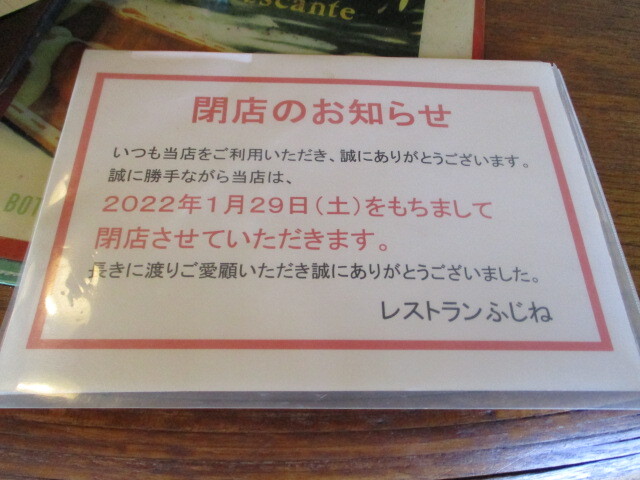 scante
閉店のお知らせ
いつも当店をご利用いただき、誠にありがとうございます。
誠に勝手ながら当店は、
2022年1月29日(土)をもちまして
閉店させていただきます。
長きに渡りご愛顧いただき誠にありがとうございました。
レストランふじね
BOT